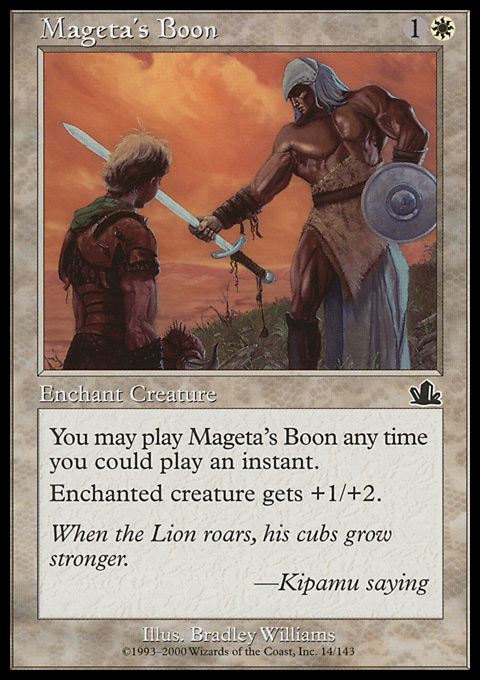 Mageta's Boon 1
Enchant Creature
You may play Mageta's Boon any time
you could play an instant.
Enchanted creature gets +1/+2.
When the Lion roars, his cubs grow
stronger.
—Kipamu saying
Illus. Bradley Williams
©1993–2000 Wizards of the Coast, Inc. 14/143